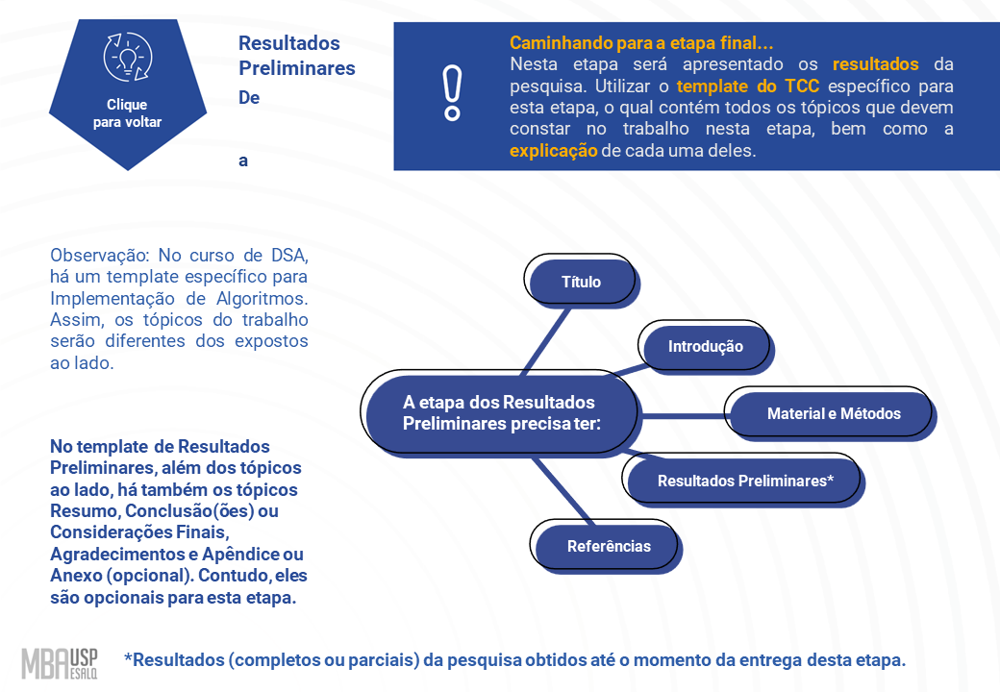 Clique
para voltar
Resultados
Preliminares
De
a
Caminhando para a etapa final...
Nesta etapa será apresentado os resultados da
pesquisa. Utilizar o template do TCC específico para
esta etapa, o qual contém todos os tópicos que devem
constar no trabalho nesta etapa, bem como a
explicação de cada uma deles.
Observação: No curso de DSA,
há um template específico para
Implementação de Algoritmos.
Assim, os tópicos do trabalho
serão diferentes dos expostos
ao lado.
No template de Resultados
Preliminares, além dos tópicos
ao lado, há também os tópicos
Resumo, Conclusão(ões) ou
Considerações Finais,
Agradecimentos e Apêndice ou
Anexo (opcional). Contudo, eles
são opcionais para esta etapa.
A etapa dos Resultados
Preliminares precisa ter:
Título
Introdução
Material e Métodos
Resultados Preliminares*
Referências
MBA USP
ESALQ
*Resultados (completos ou parciais) da pesquisa obtidos até o momento da entrega desta etapa.